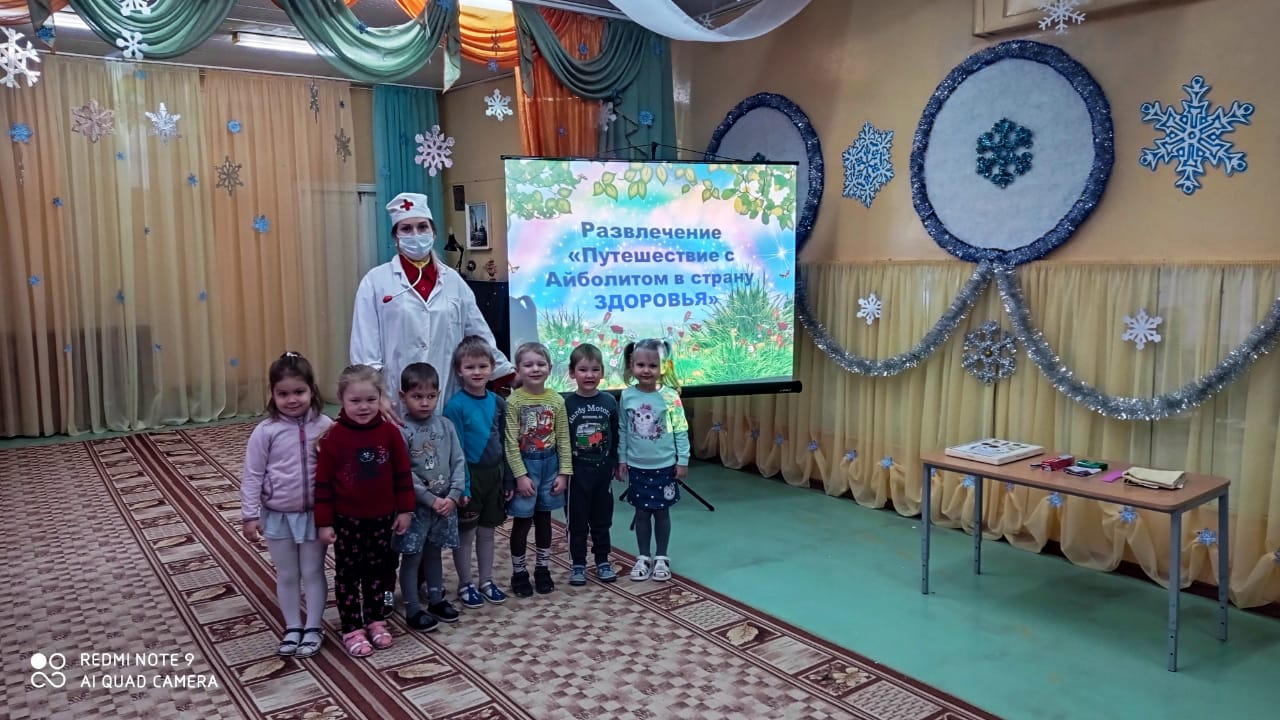 Развлечение
«Путешествие с
Айболитом в страну
ЗДОРОВЬЯ»
REDMI NOTE 9
AI QUAD CAMERA